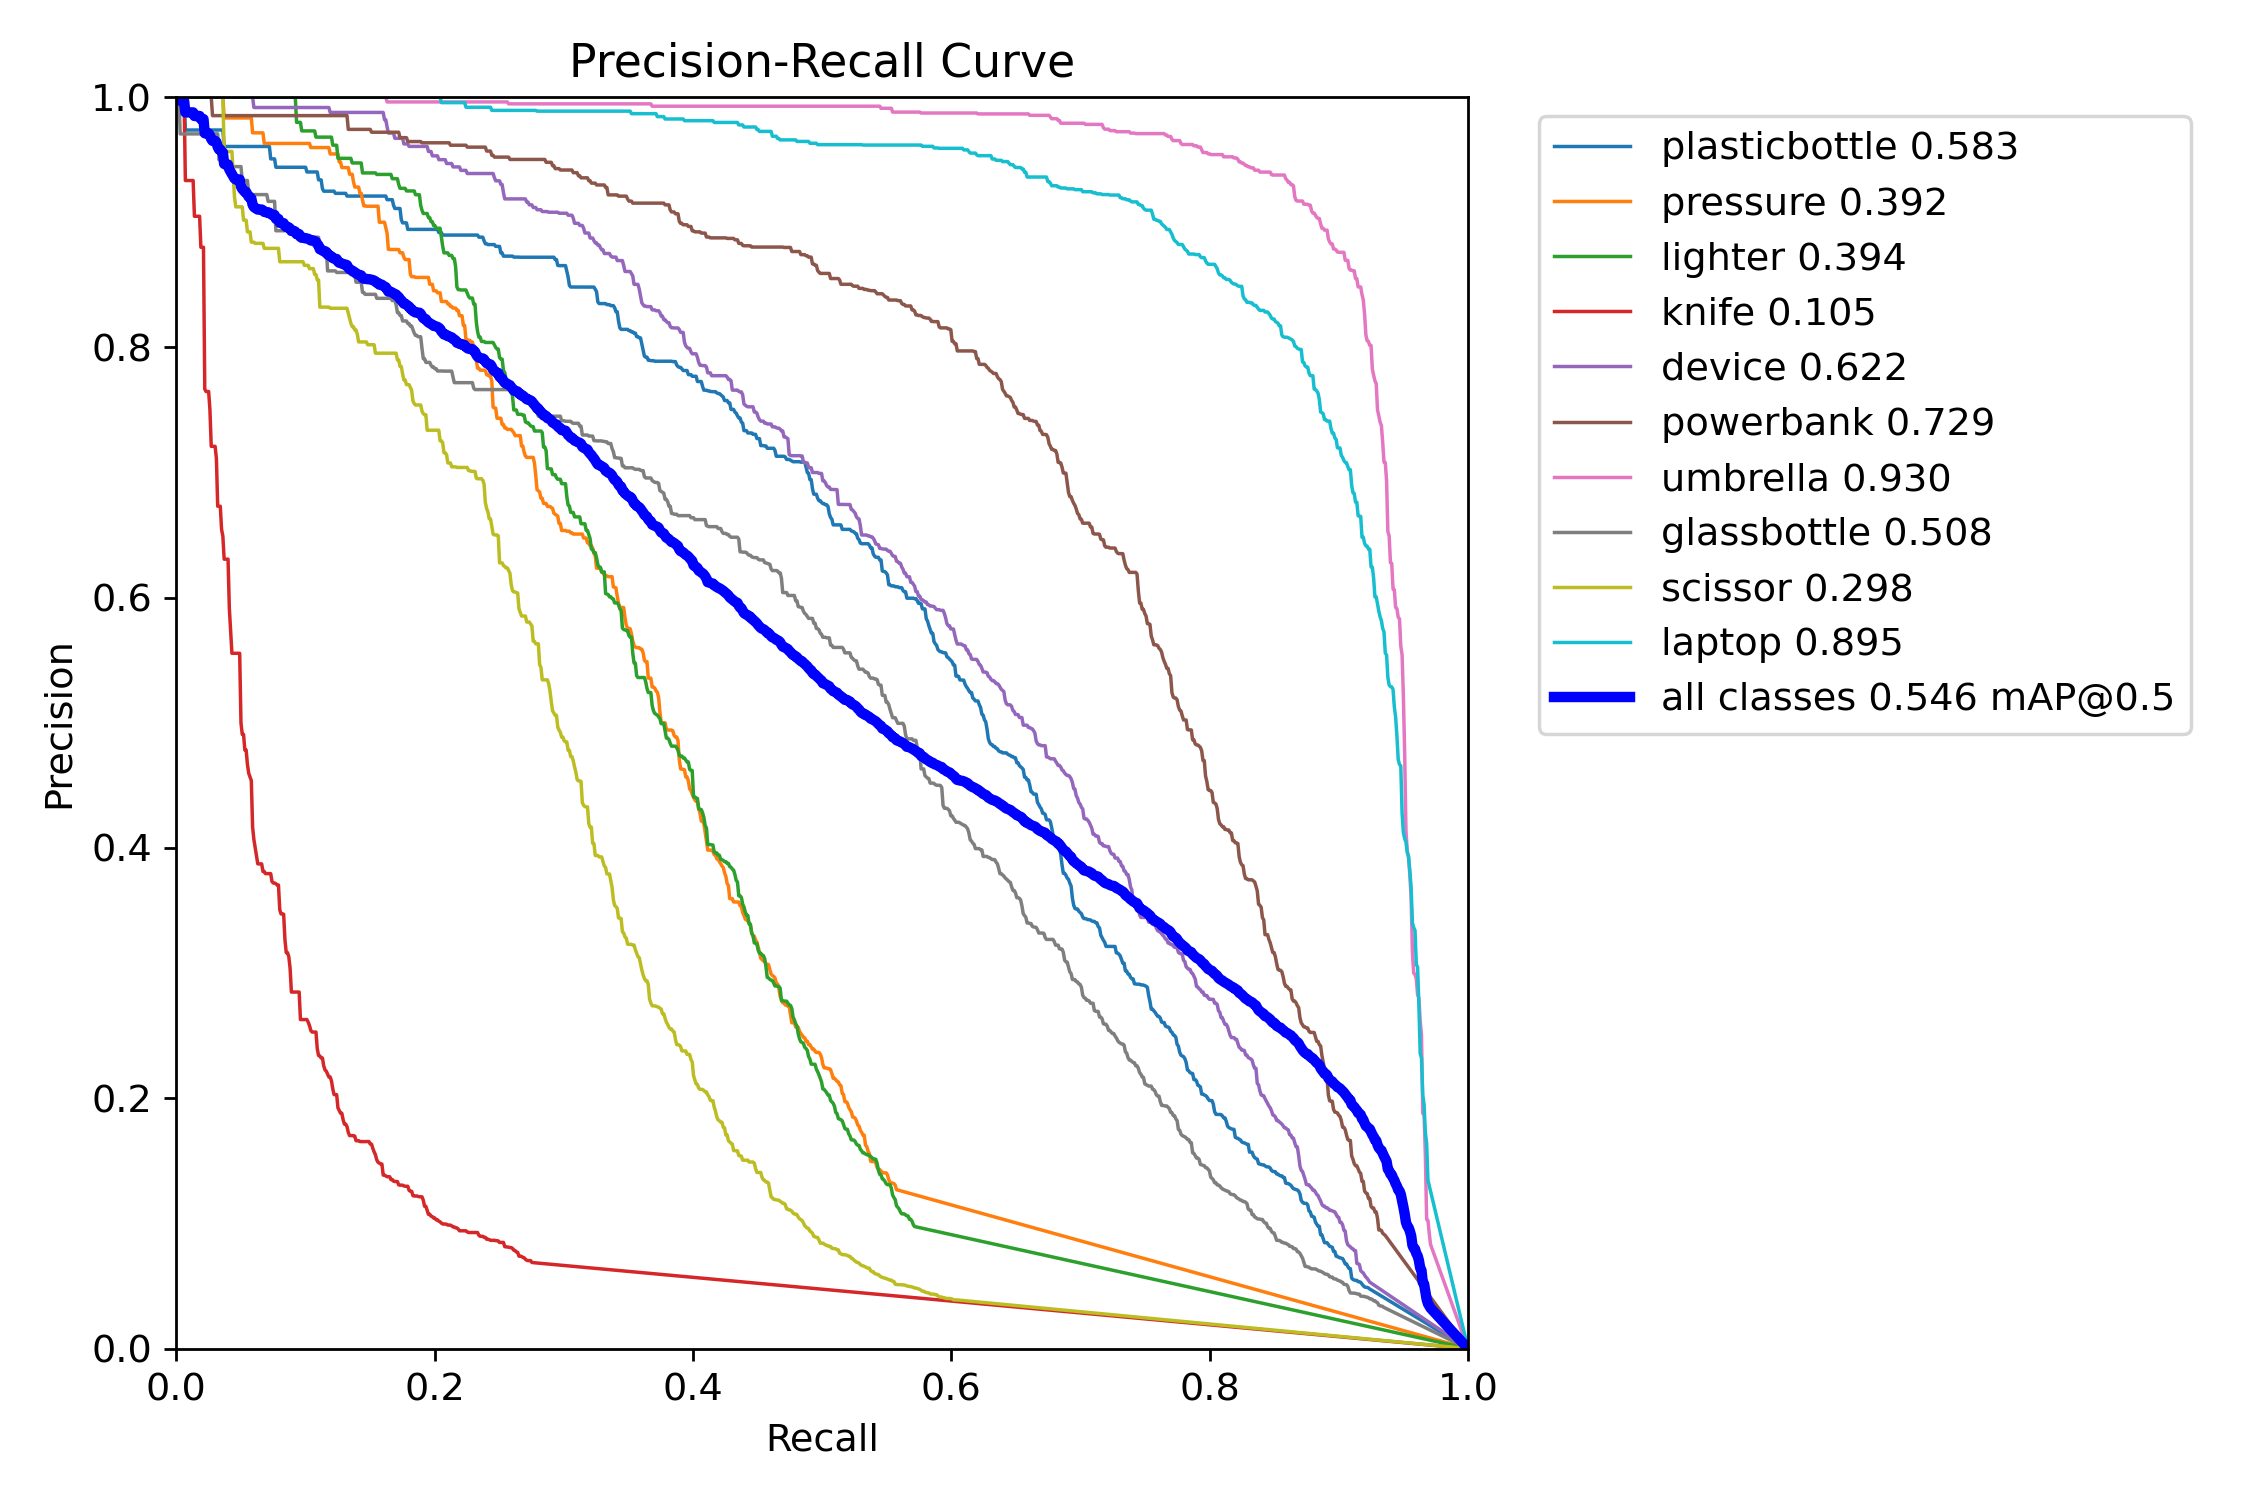 Precision-Recall Curve
1.0
0.8
0.6
0.4
0.2
0.0
Precision
0.0 0.2 0.4 0.6 0.8 1.0
Recall
plasticbottle 0.583
pressure 0.392
lighter 0.394
knife 0.105
device 0.622
powerbank 0.729
umbrella 0.930
glassbottle 0.508
scissor 0.298
laptop 0.895
all classes 0.546 mAP@0.5